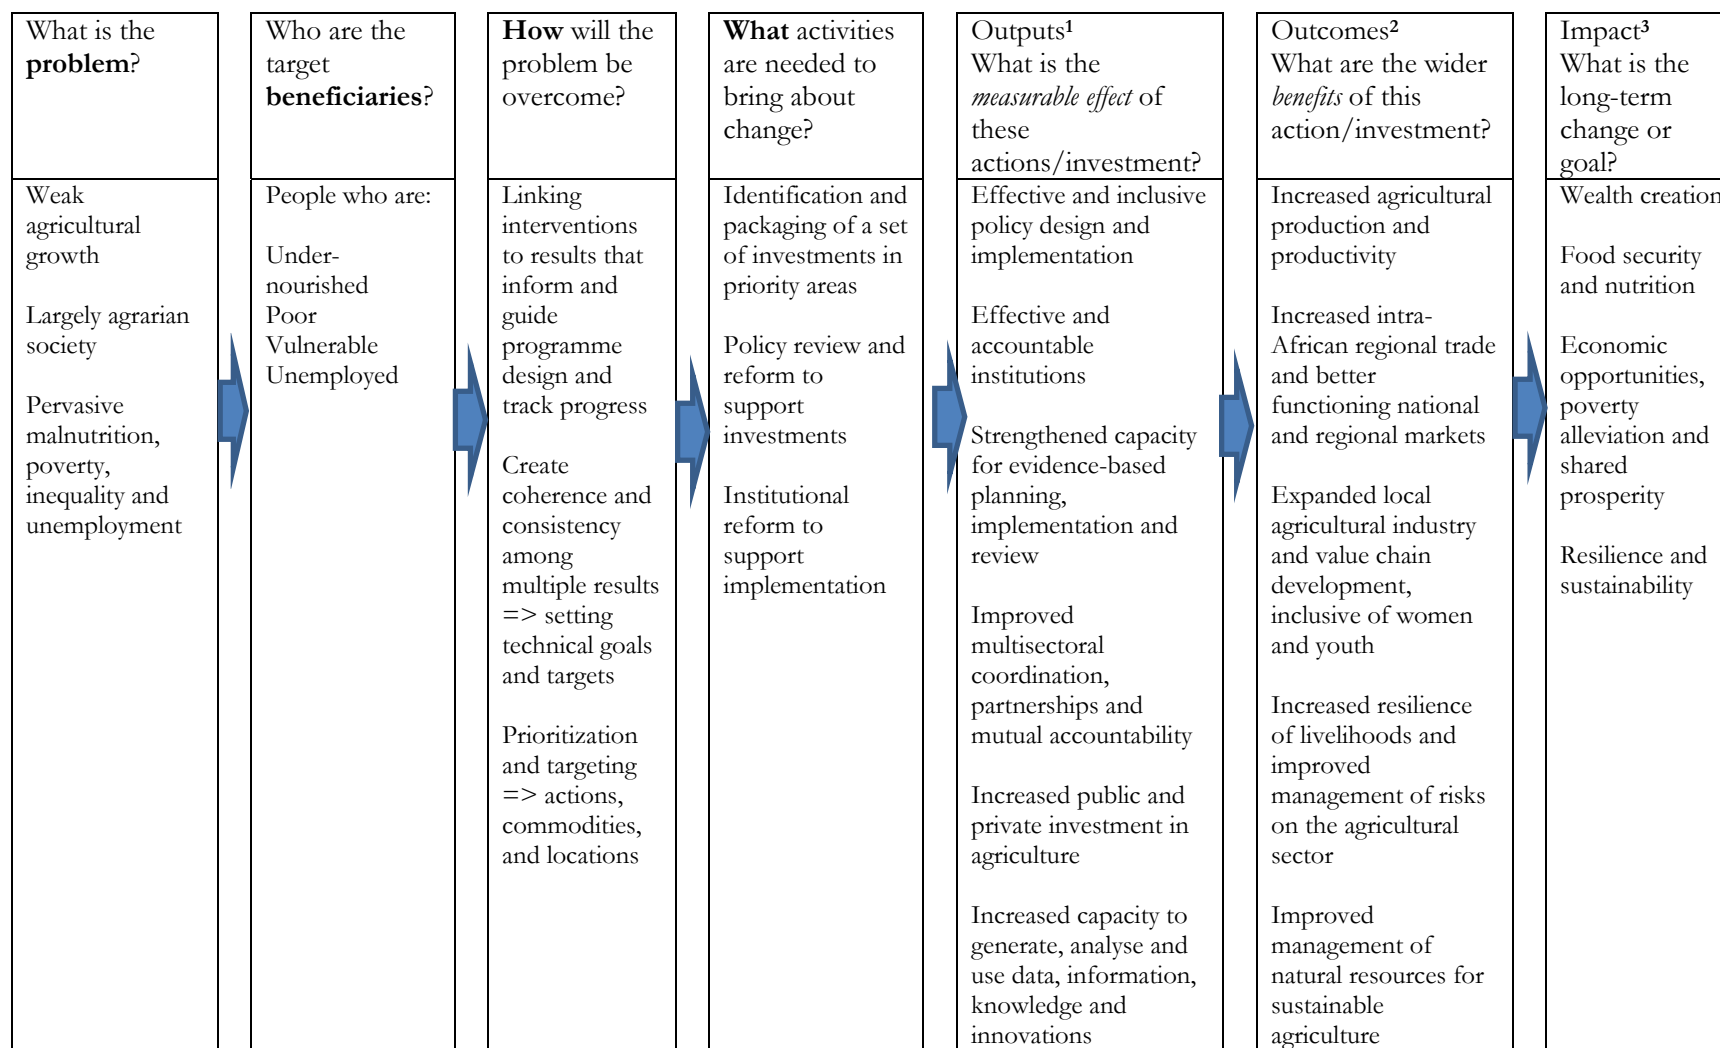 What is the
problem?
Weak
agricultural
growth
Largely agrarian
society
Pervasive
malnutrition,
poverty,
inequality and
unemployment
Who are the
target
beneficiaries?
People who are:
Under-
nourished
Poor
Vulnerable
Unemployed
How will the
problem be
overcome?
Linking
interventions
to results that
inform and
guide
programme
design and
track progress
Create
coherence and
consistency
among
multiple results
=> setting
technical goals
and targets
Prioritization
and targeting
=> actions,
commodities,
and locations
What activities
are needed to
bring about
change?
Identification and
packaging of a set
of investments in
priority areas
Policy review and
reform to
support
investments
Institutional
reform to
support
implementation
Outputs¹
What is the
measurable effect of
these
actions/investment?
Effective and inclusive
policy design and
implementation
Effective and
accountable
institutions
Strengthened capacity
for evidence-based
planning,
implementation and
review
Improved
multisectoral
coordination,
partnerships and
mutual accountability
Increased public and
private investment in
agriculture
Increased capacity to
generate, analyse and
use data, information,
knowledge and
innovations
Outcomes²
What are the wider
benefits of this
action/investment?
Increased agricultural
production and
productivity
Increased intra-
African regional trade
and better
functioning national
and regional markets
Expanded local
agricultural industry
and value chain
development,
inclusive of women
and youth
Increased resilience
of livelihoods and
improved
management of risks
on the agricultural
sector
Improved
management of
natural resources for
sustainable
agriculture
Impact³
What is the
long-term
change or
goal?
Wealth creation
Food security
and nutrition
Economic
opportunities,
poverty
alleviation and
shared
prosperity
Resilience and
sustainability